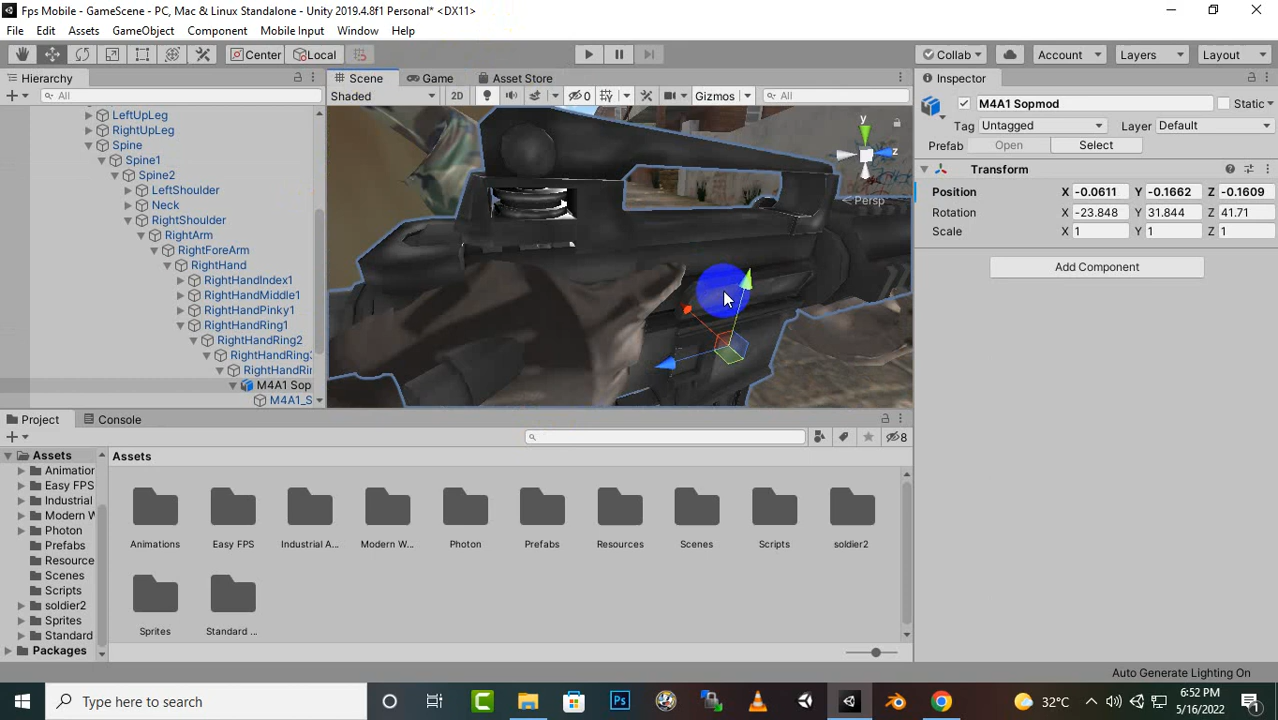 Fps Mobile - GameScene - PC, Mac & Linux Standalone - Unity 2019.4.8f1 Personal* <DX11>
File Edit Assets GameObject Component Mobile Input Window Help
Center Local Collab Account Layers Layout
Hierarchy Scene Game Asset Store Inspector
All Shaded 2D 0 Gizmos All M4A1 Sopmod Static
Tag Untagged Layer Default
Prefab Open Select
Transform
Position X -0.0611 Y -0.1662 Z -0.1609
Rotation X -23.848 Y 31.844 Z 41.71
Scale X 1 Y 1 Z 1
Add Component
LeftUpLeg
RightUpLeg
Spine
Spine1
Spine2
LeftShoulder
Neck
RightShoulder
RightArm
RightForeArm
RightHand
RightHandIndex1
RightHandMiddle1
RightHandPinky1
RightHandRing1
RightHandRing2
RightHandRing3
RightHandRin
M4A1 Sop
M4A1_S
y
z
< Persp
Project Console
8
Assets
Animation
Easy FPS
Industrial
Modern W
Photon
Prefabs
Resource
Scenes
Scripts
soldier2
Sprites
Standard
Packages
Assets
Animations Easy FPS Industrial A... Modern W... Photon Prefabs Resources Scenes Scripts soldier2
Sprites Standard ...
Auto Generate Lighting On
Type here to search
Ps
32°C
6:52 PM
5/16/2022
1